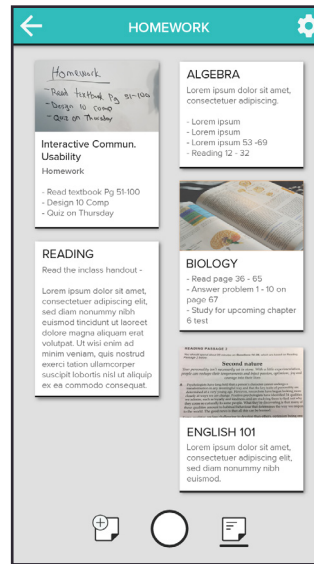 HOMEWORK
Homework
- Read textbook Pg 51-100
- Design 10 Comp
- Quiz on Thursday
Interactive Commun.
Usability
Homework
- Read textbook Pg 51-100
- Design 10 Comp
- Quiz on Thursday
READING
Read the inclass handout -
Lorem ipsum dolor sit amet,
consectetuer adipiscing elit,
sed diam nonummy nibh
euismod tincidunt ut laoreet
dolore magna aliquam erat
volutpat. Ut wisi enim ad
minim veniam, quis nostrud
exerci tation ullamcorper
suscipit lobortis nisl ut aliquip
ex ea commodo consequat.
ALGEBRA
Lorem ipsum dolor sit amet,
consectetuer adipiscing.
- Lorem ipsum
- Lorem ipsum
- Lorem ipsum 53 -69
- Reading 12 - 32
BIOLOGY
- Read page 36 - 65
- Answer problem 1 - 10 on
page 67
- Study for upcoming chapter
6 test
READING PASSAGE 2
Second nature
ENGLISH 101
Lorem ipsum dolor sit amet,
consectetuer adipiscing elit,
sed diam nonummy nibh
euismod.